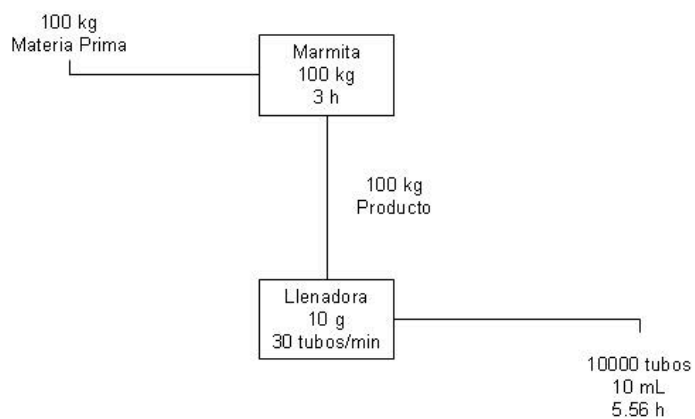 100 kg
Materia Prima
Marmita
100 kg
3 h
100 kg
Producto
Llenadora
10 g
30 tubos/min
10000 tubos
10 mL
5.56 h